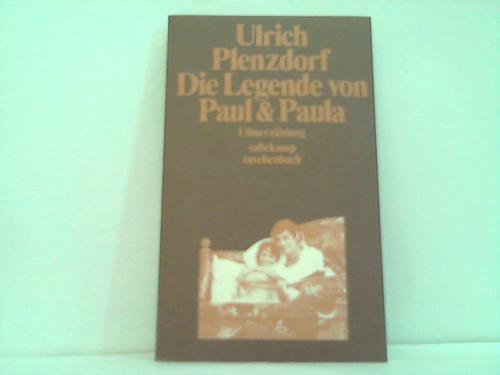 Ulrich
Plenzdorf
Die Legende von
Paul & Paula
Filmerzählung
suhrkamp
taschenbuch